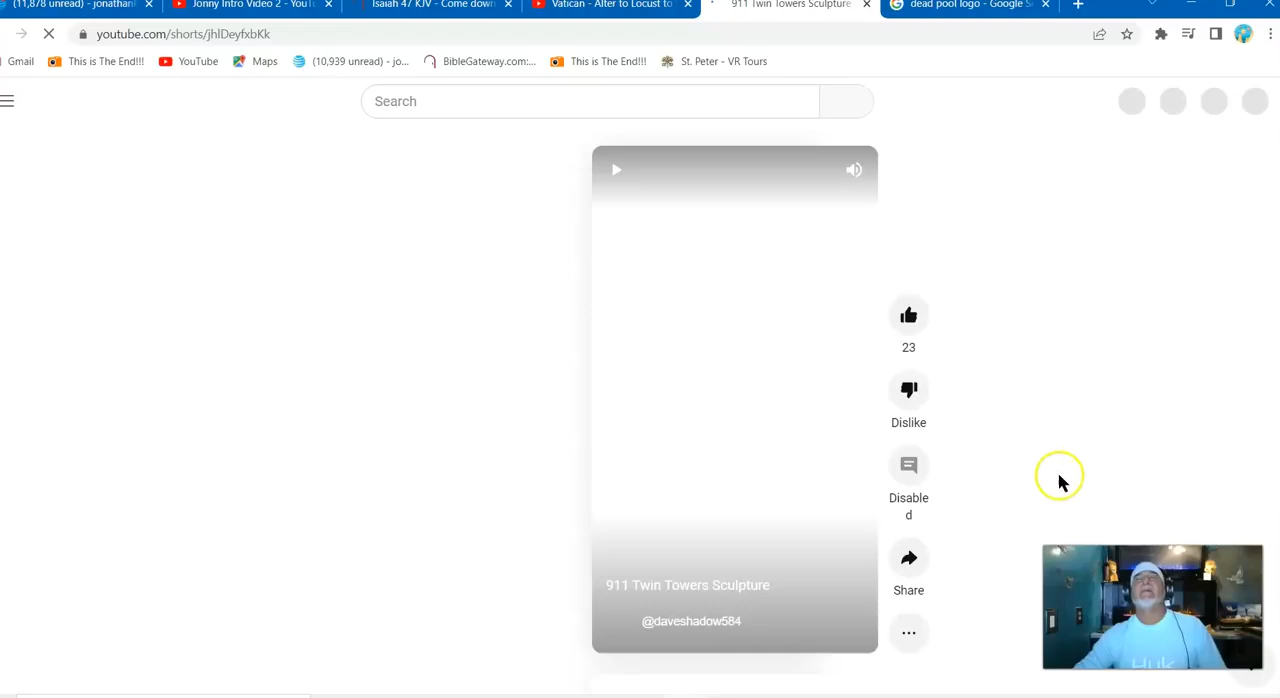 (11,878 unread) - jonathan
Jonny Intro Video 2 - YouT
Isaiah 47 KJV - Come down
Vatican - Alter to Locust to
911 Twin Towers Sculpture
dead pool logo - Google S
youtube.com/shorts/jhlDeyfxbKk
Gmail
This is The End!!!
YouTube
Maps
(10,939 unread) - jo...
BibleGateway.com:...
This is The End!!!
St. Peter - VR Tours
Search
23
Dislike
Disable
d
Share
911 Twin Towers Sculpture
@daveshadow584
Huk